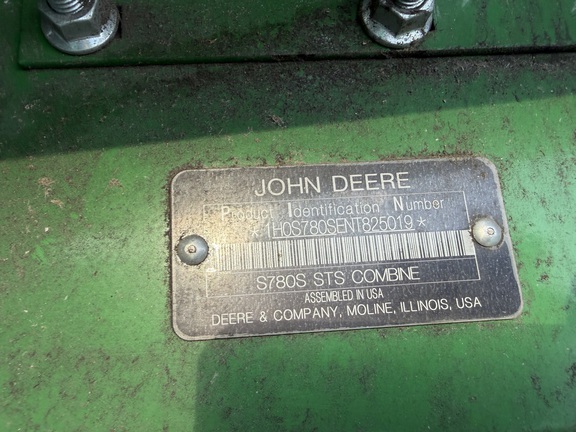 JOHN DEERE
Product Identification Number
*1H0S780SENT825019*
S780S STS COMBINE
ASSEMBLED IN USA
DEERE & COMPANY, MOLINE, ILLINOIS, USA